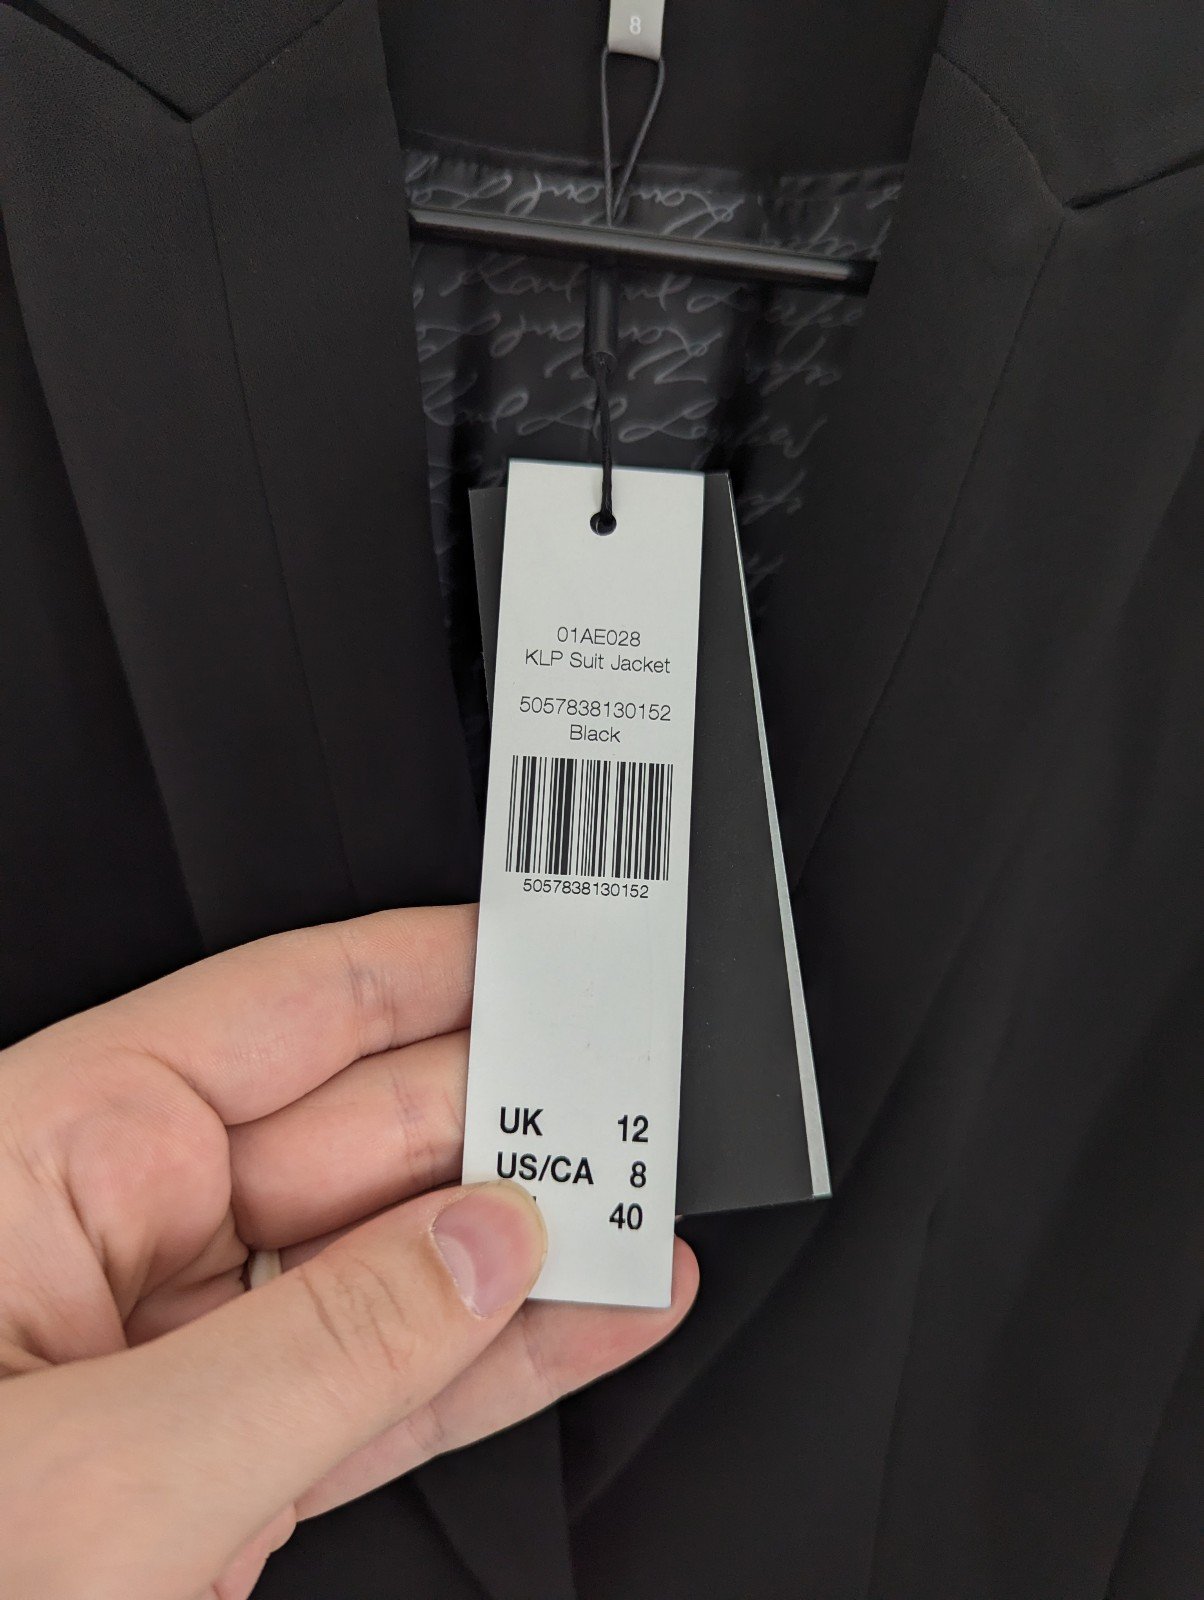 8
01AE028
KLP Suit Jacket
5057838130152
Black
5057838130152
UK 12
US/CA 8
40